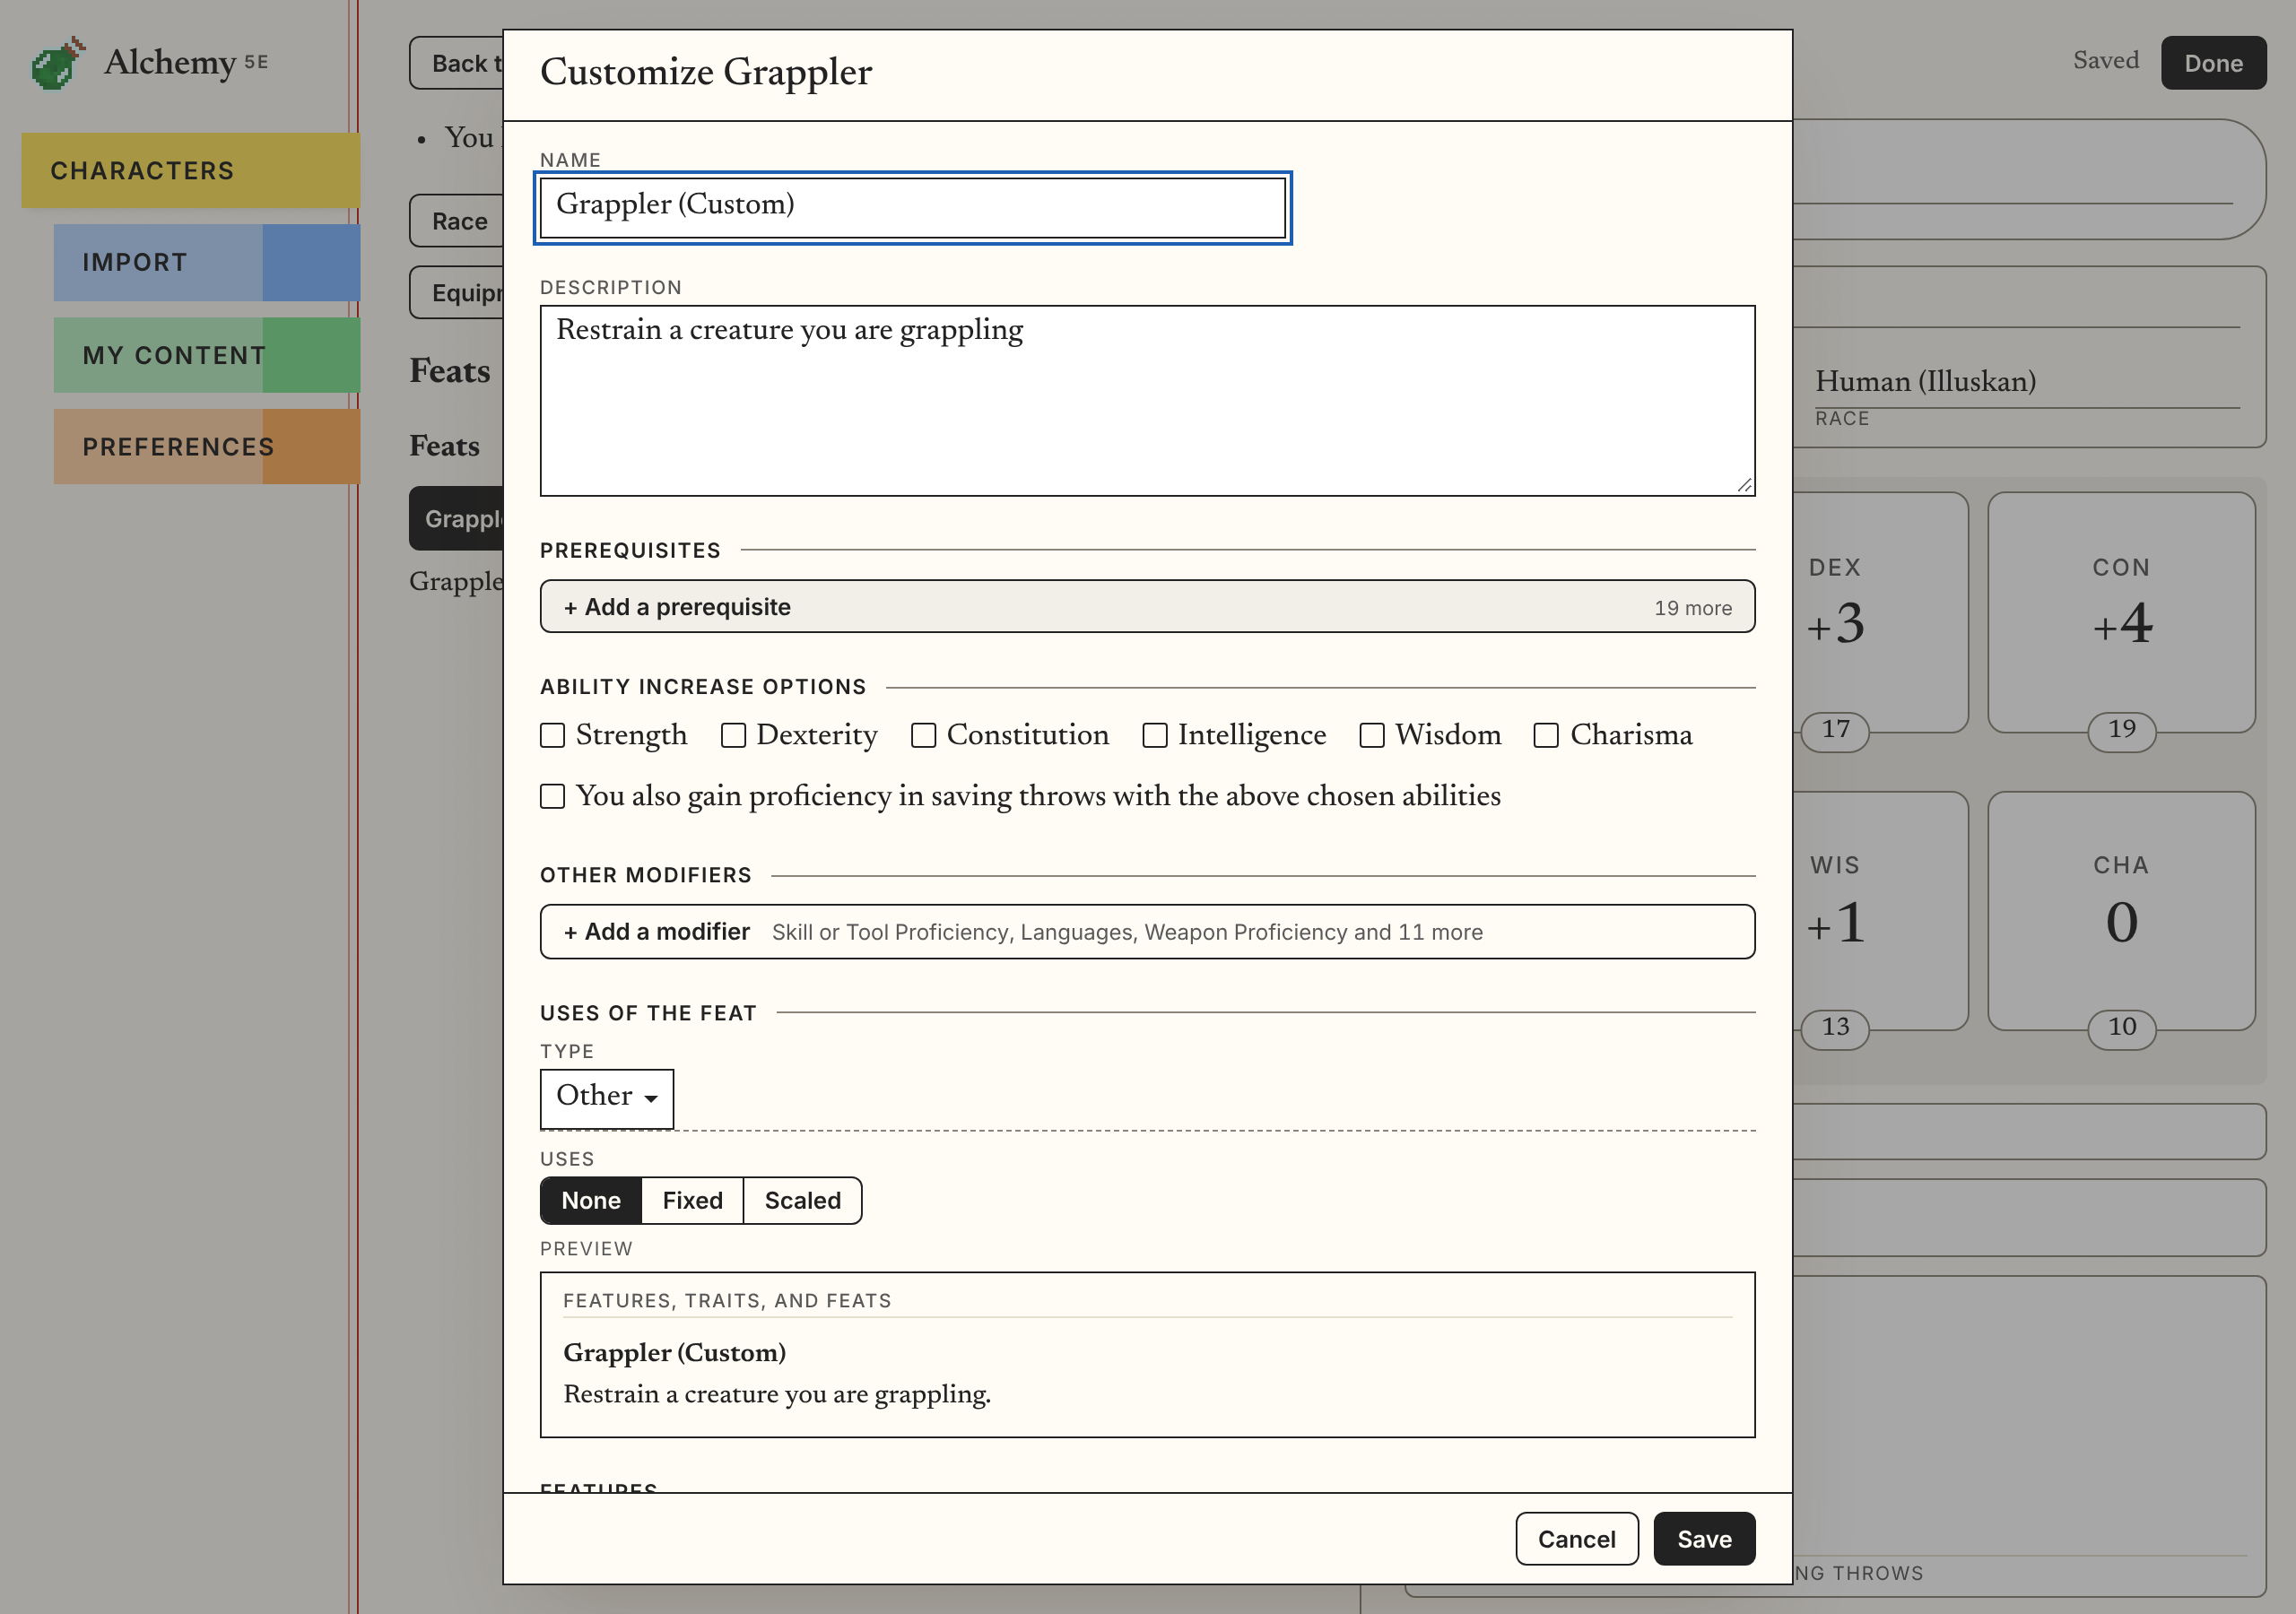 Alchemy 5E
CHARACTERS
IMPORT
MY CONTENT
PREFERENCES
Back t
• You
Race
Equip
Feats
Feats
Grappl
Grapple
Customize Grappler
NAME
Grappler (Custom)
DESCRIPTION
Restrain a creature you are grappling
PREREQUISITES
+ Add a prerequisite 19 more
ABILITY INCREASE OPTIONS
Strength Dexterity Constitution Intelligence Wisdom Charisma
You also gain proficiency in saving throws with the above chosen abilities
OTHER MODIFIERS
+ Add a modifier Skill or Tool Proficiency, Languages, Weapon Proficiency and 11 more
USES OF THE FEAT
TYPE
Other
USES
None Fixed Scaled
PREVIEW
FEATURES, TRAITS, AND FEATS
Grappler (Custom)
Restrain a creature you are grappling.
FEATURES
Cancel Save
Saved Done
Human (Illuskan)
RACE
DEX CON
+3 +4
17 19
WIS CHA
+1 0
13 10
NG THROWS